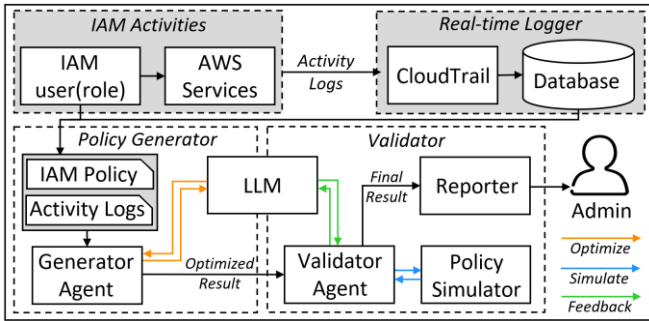 IAM Activities
IAM
user(role)
AWS
Services
Activity
Logs
Real-time Logger
CloudTrail
Database
Policy Generator
IAM Policy
Activity Logs
Generator
Agent
LLM
Optimized
Result
Validator
Final
Result
Reporter
Validator
Agent
Policy
Simulator
Admin
Optimize
Simulate
Feedback